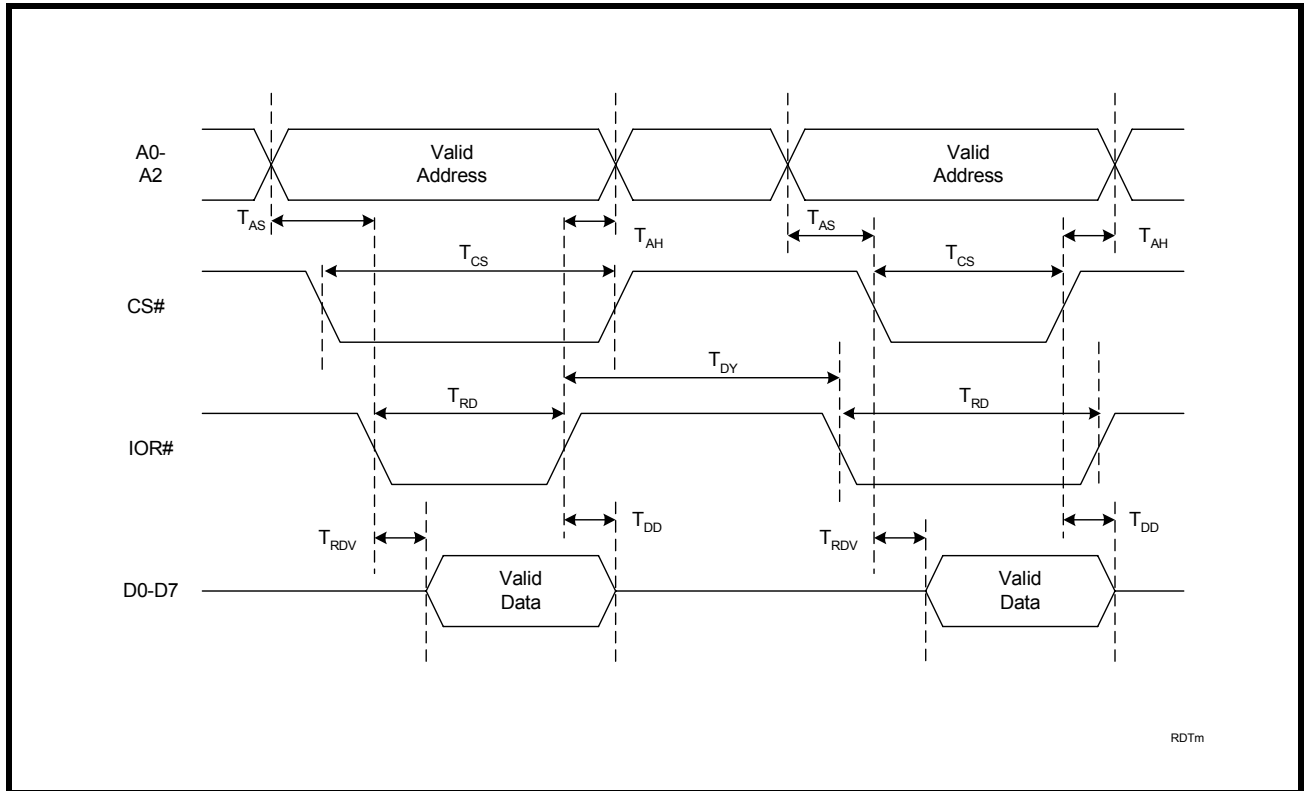 A0-
A2
Valid
Address
Valid
Address
TAS
TAH
TAS
TAH
TCS
TCS
CS#
TDY
TRD
TRD
IOR#
TRDV
TDD
TRDV
TDD
D0-D7
Valid
Data
Valid
Data
RDTm